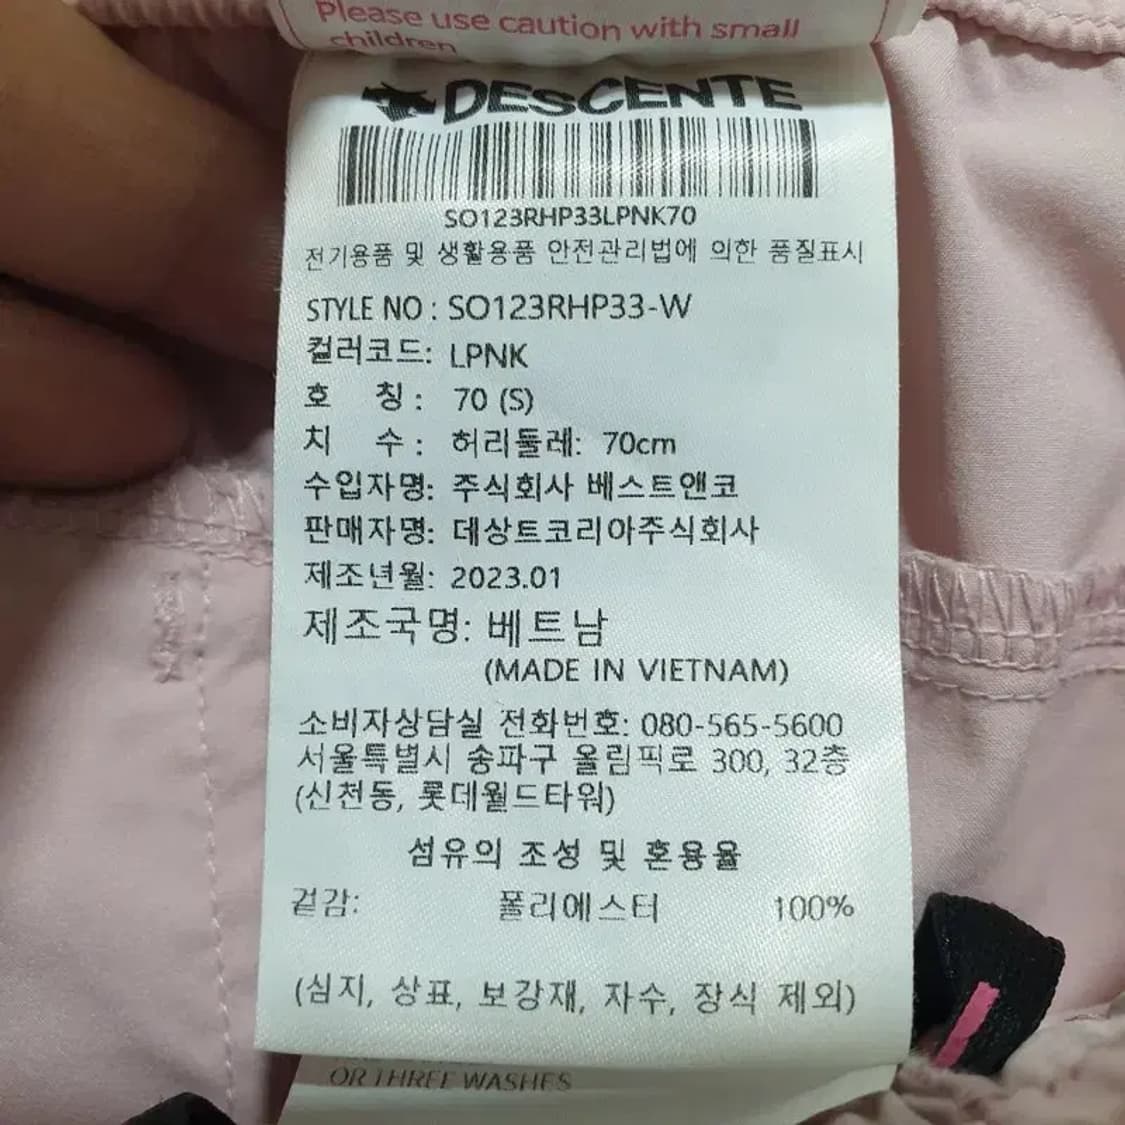 Please use caution with small
children
DESCENTE
SO123RHP33LPNK70
전기용품 및 생활용품 안전관리법에 의한 품질표시
STYLE NO : SO123RHP33-W
컬러코드: LPNK
호 칭 : 70 (S)
치 수 : 허리둘레: 70cm
수입자명: 주식회사 베스트앤코
판매자명: 데상트코리아주식회사
제조년월: 2023.01
제조국명: 베트남
(MADE IN VIETNAM)
소비자상담실 전화번호: 080-565-5600
서울특별시 송파구 올림픽로 300, 32층
(신천동, 롯데월드타워)
섬유의 조성 및 혼용율
겉감: 폴리에스터 100%
(심지, 상표, 보강재, 자수, 장식 제외)
OR THREE WASHES